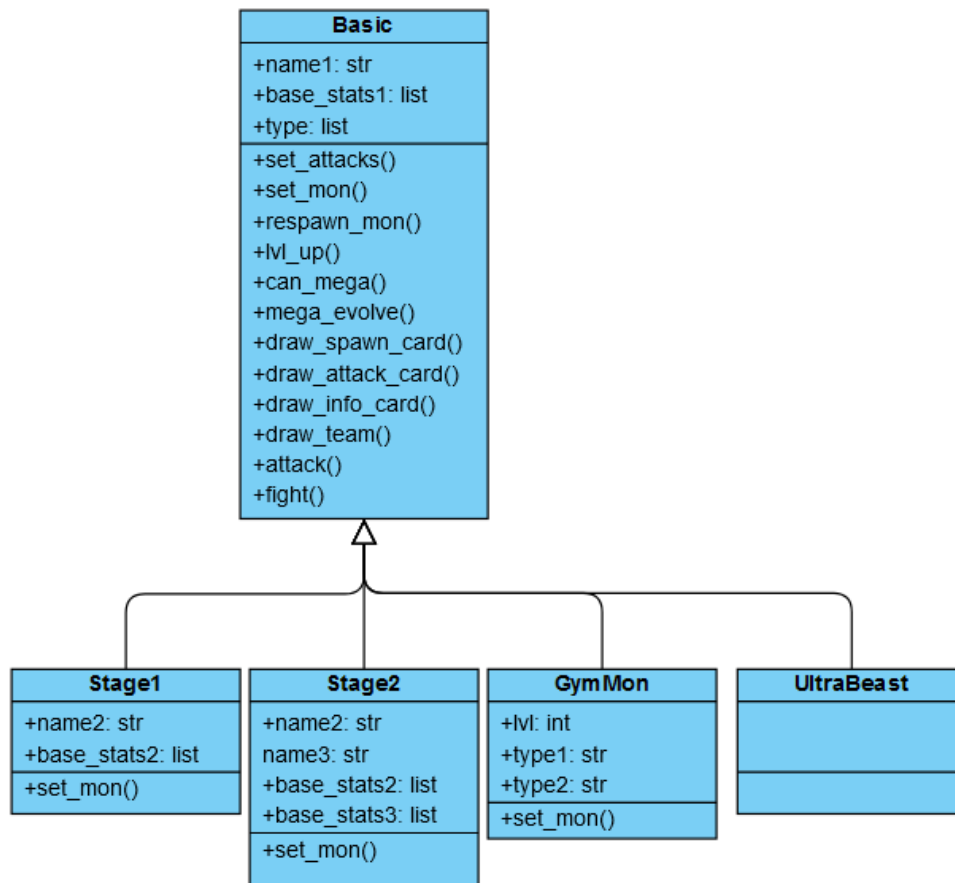 Basic
+name1: str
+base_stats1: list
+type: list
+set_attacks()
+set_mon()
+respawn_mon()
+lvl_up()
+can_mega()
+mega_evolve()
+draw_spawn_card()
+draw_attack_card()
+draw_info_card()
+draw_team()
+attack()
+fight()
Stage1
+name2: str
+base_stats2: list
+set_mon()
Stage2
+name2: str
name3: str
+base_stats2: list
+base_stats3: list
+set_mon()
GymMon
+lvl: int
+type1: str
+type2: str
+set_mon()
UltraBeast